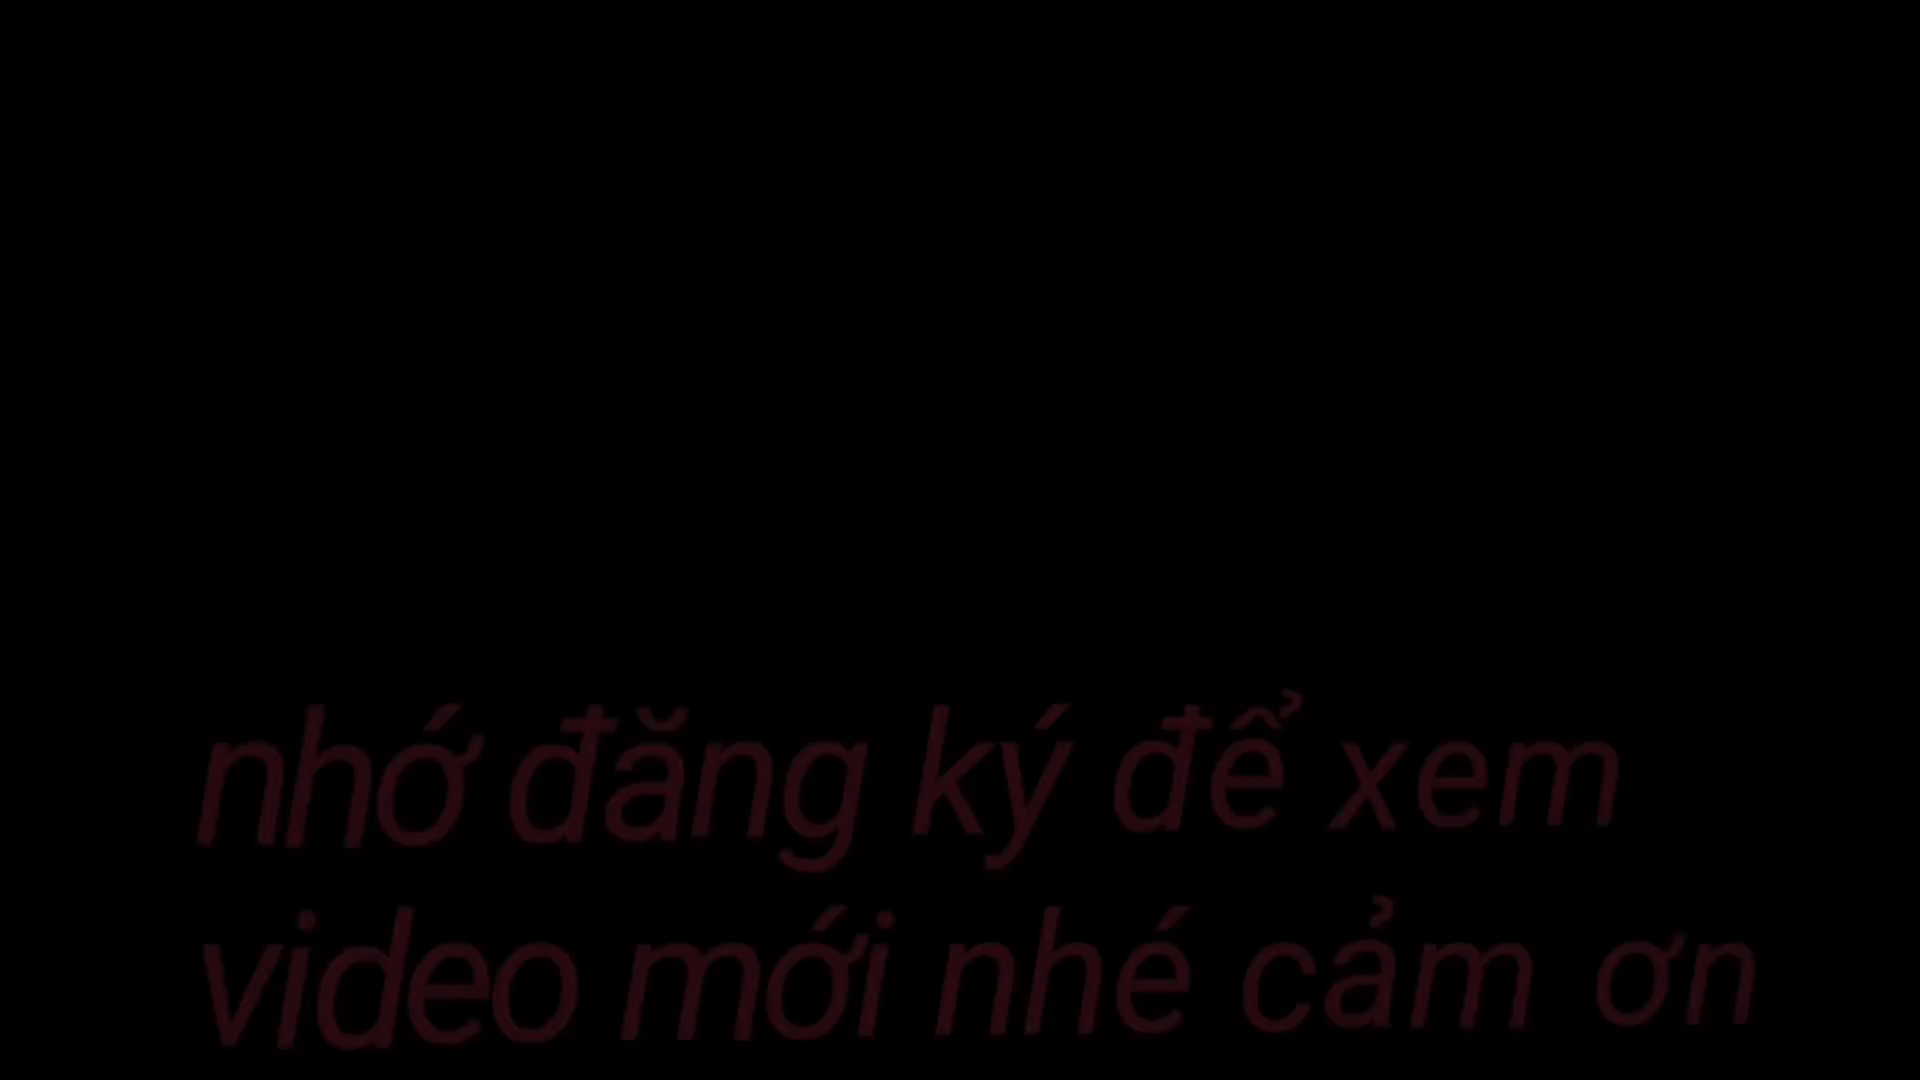 nhớ đăng ký để xem
video mới nhé cảm ơn